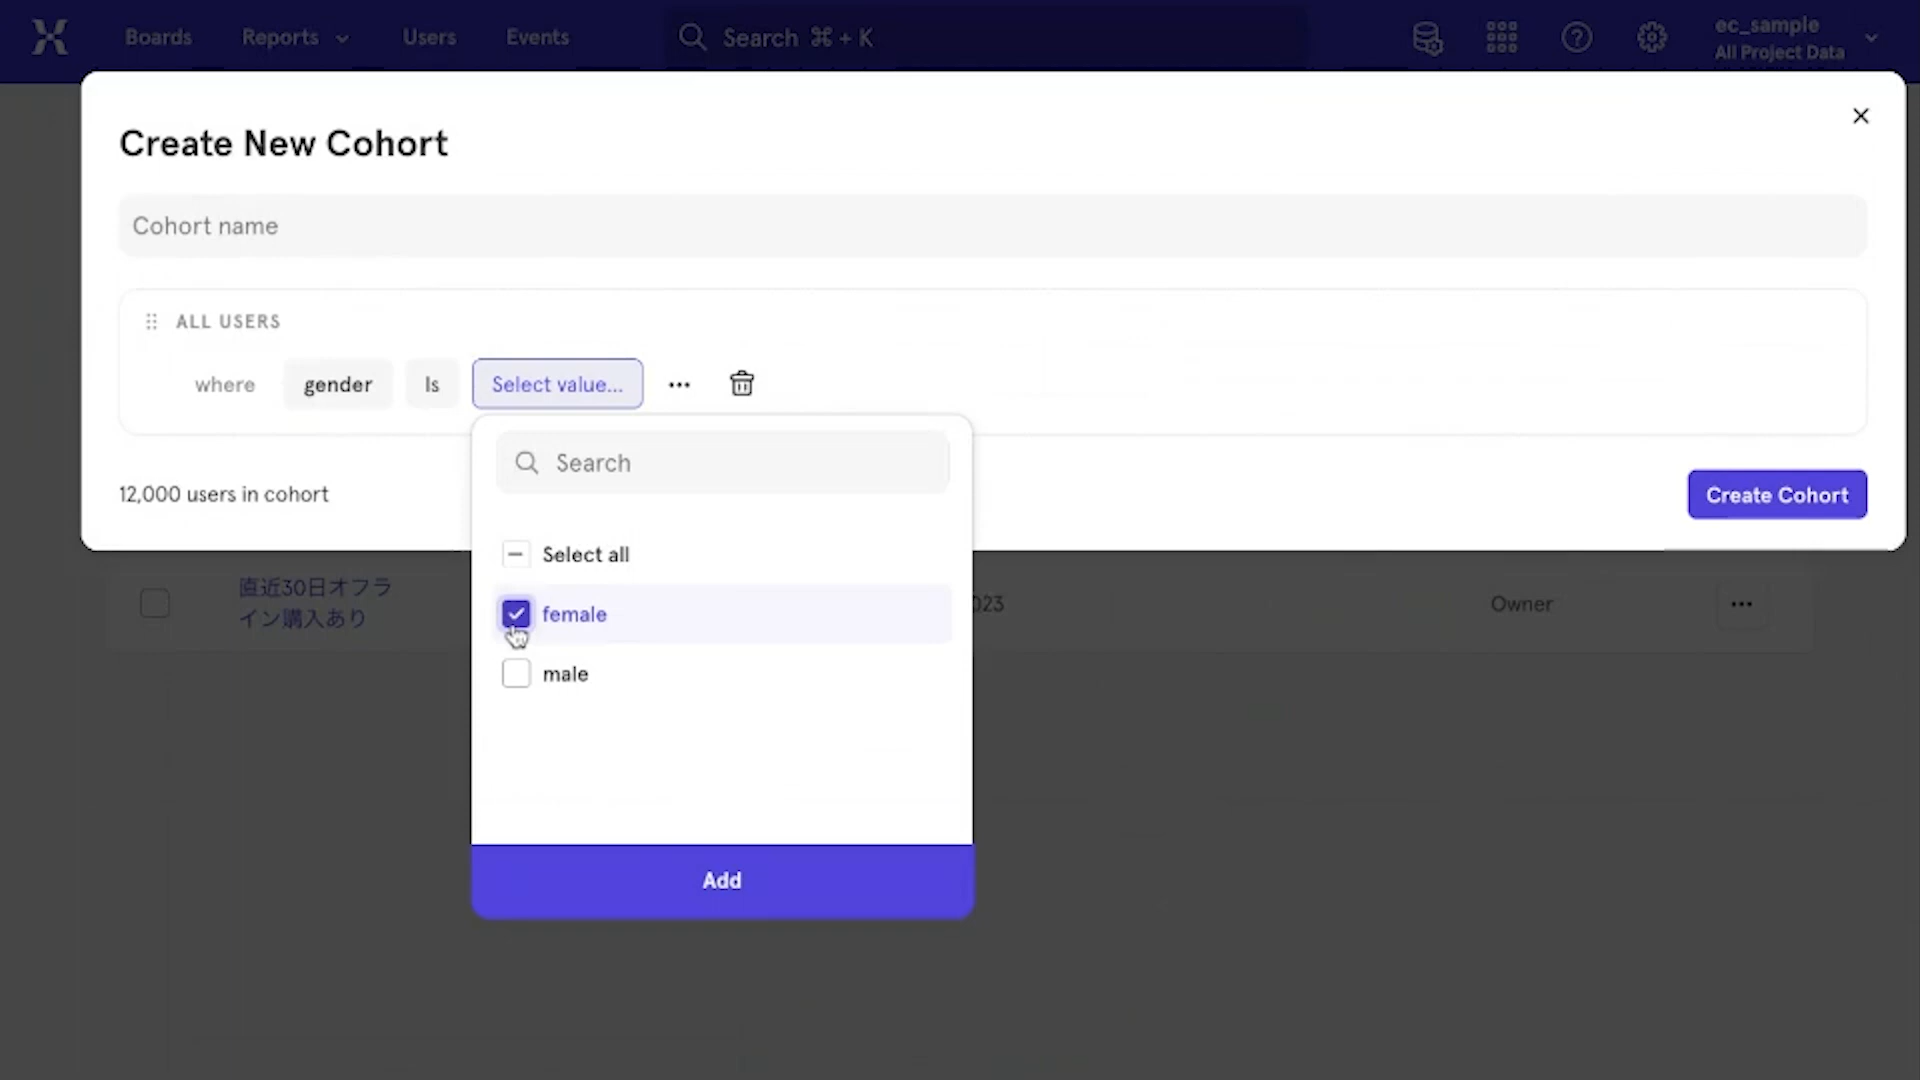 Boards Reports Users Events Search ⌘ + K ec_sample
All Project Data
Create New Cohort
Cohort name
ALL USERS
where gender Is Select value...
Search
12,000 users in cohort
Create Cohort
Select all
female
male
Add
直近30日オフラ
イン購入あり
023
Owner